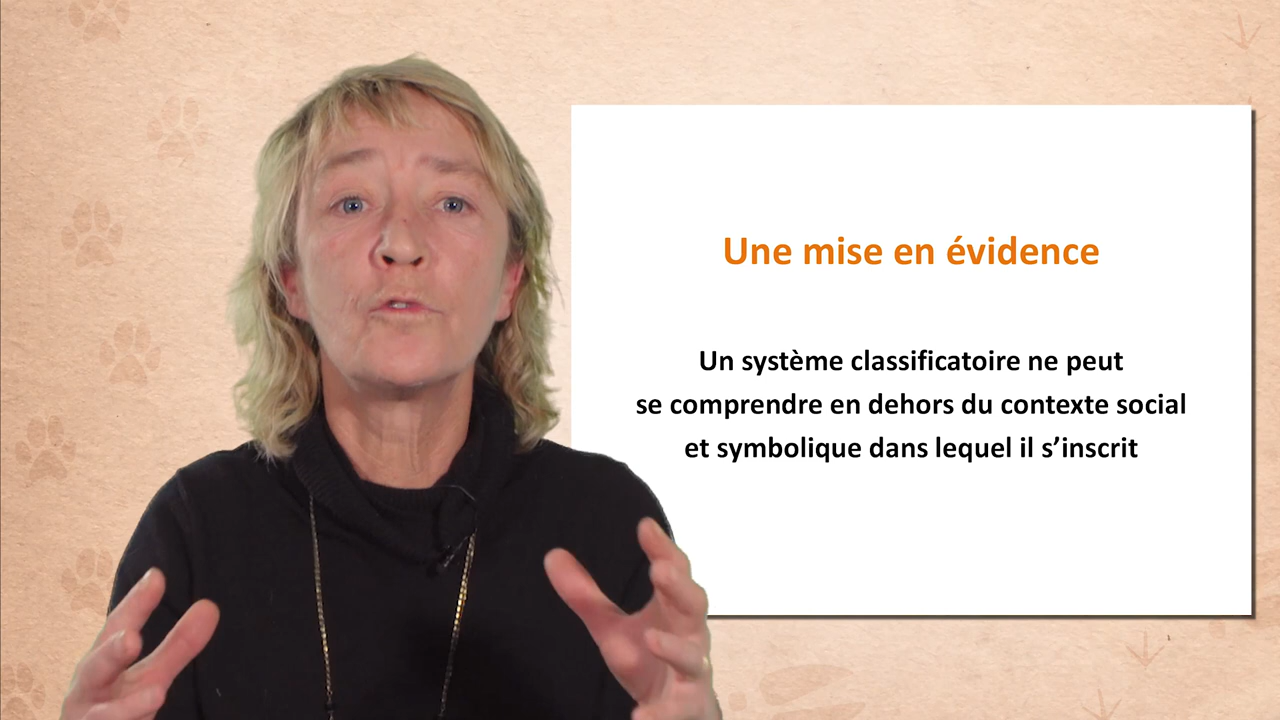 Une mise en évidence
Un système classificatoire ne peut
se comprendre en dehors du contexte social
et symbolique dans lequel il s’inscrit